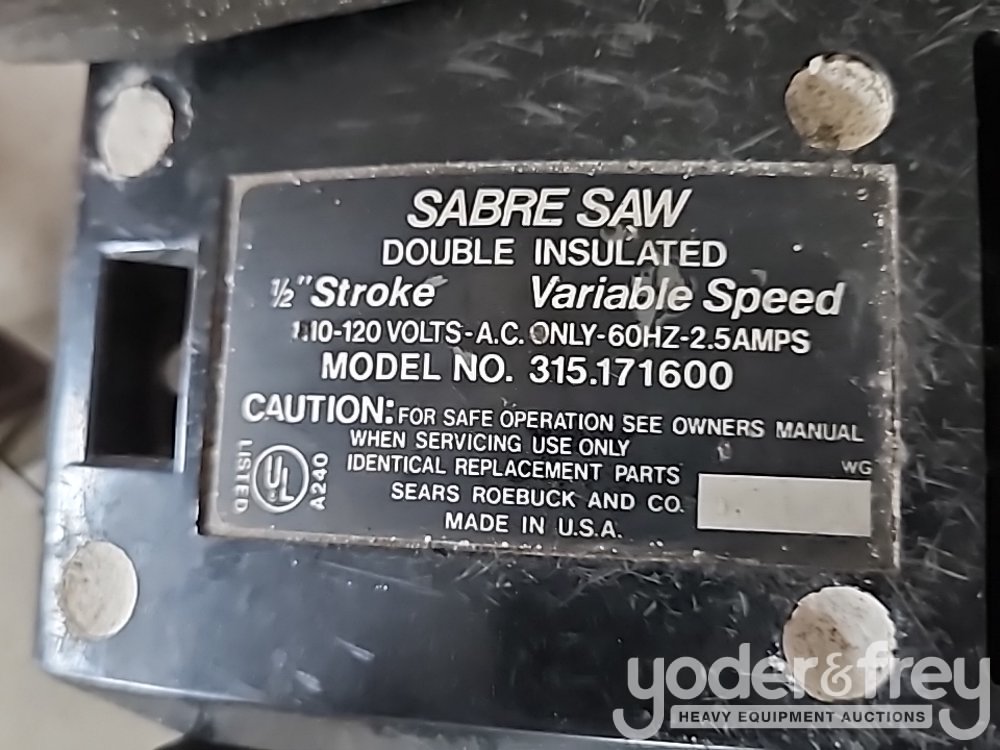 SABRE SAW
DOUBLE INSULATED
1/2" Stroke Variable Speed
110-120 VOLTS-A.C. ONLY-60HZ-2.5AMPS
MODEL NO. 315.171600
CAUTION: FOR SAFE OPERATION SEE OWNERS MANUAL
WHEN SERVICING USE ONLY
IDENTICAL REPLACEMENT PARTS
SEARS ROEBUCK AND CO.
MADE IN U.S.A.
LISTED
UL
A240
WG
yoder&frey
HEAVY EQUIPMENT AUCTIONS